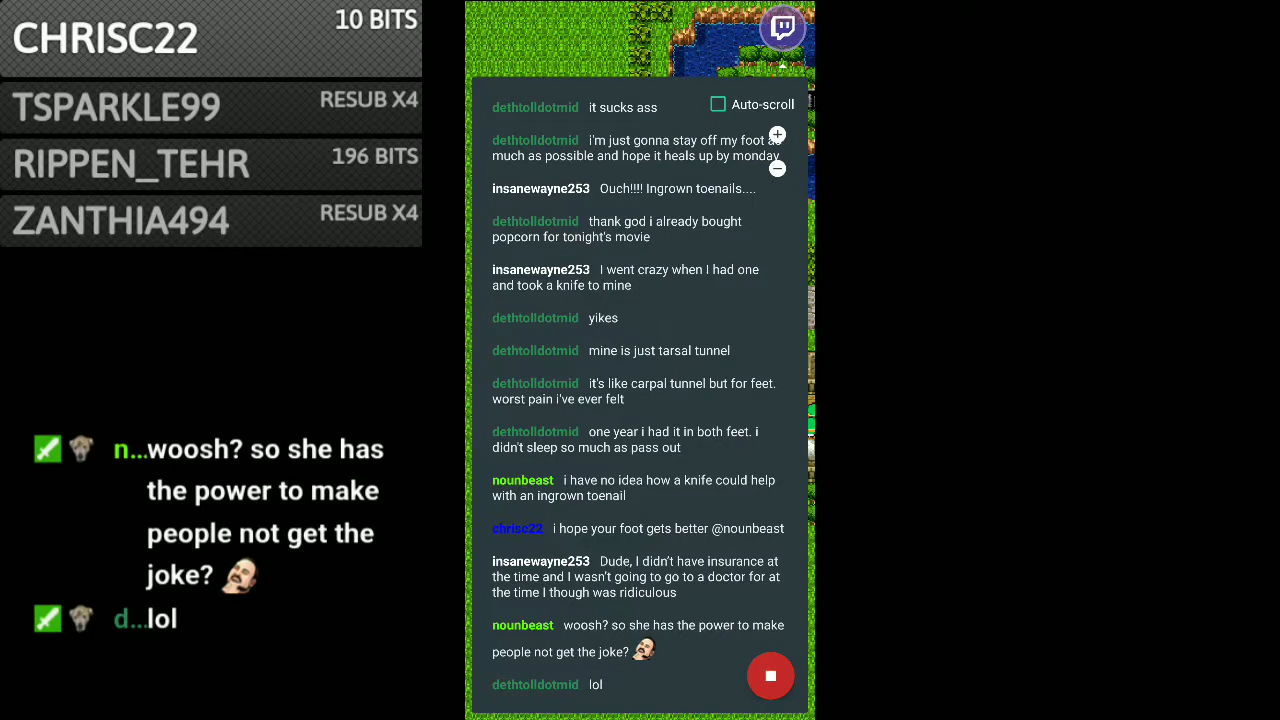 CHRISC22 10 BITS
TSPARKLE99 RESUB X4
RIPPEN_TEHR 196 BITS
ZANTHIA494 RESUB X4
n...woosh? so she has
the power to make
people not get the
joke?
d...lol
Auto-scroll
dethtolldotmid it sucks ass
dethtolldotmid i'm just gonna stay off my foot as
much as possible and hope it heals up by monday
insanewayne253 Ouch!!!! Ingrown toenails....
dethtolldotmid thank god i already bought
popcorn for tonight's movie
insanewayne253 I went crazy when I had one
and took a knife to mine
dethtolldotmid yikes
dethtolldotmid mine is just tarsal tunnel
dethtolldotmid it's like carpal tunnel but for feet.
worst pain i've ever felt
dethtolldotmid one year i had it in both feet. i
didn't sleep so much as pass out
nounbeast i have no idea how a knife could help
with an ingrown toenail
chrisc22 i hope your foot gets better @nounbeast
insanewayne253 Dude, I didn't have insurance at
the time and I wasn't going to go to a doctor for at
the time I though was ridiculous
nounbeast woosh? so she has the power to make
people not get the joke?
dethtolldotmid lol